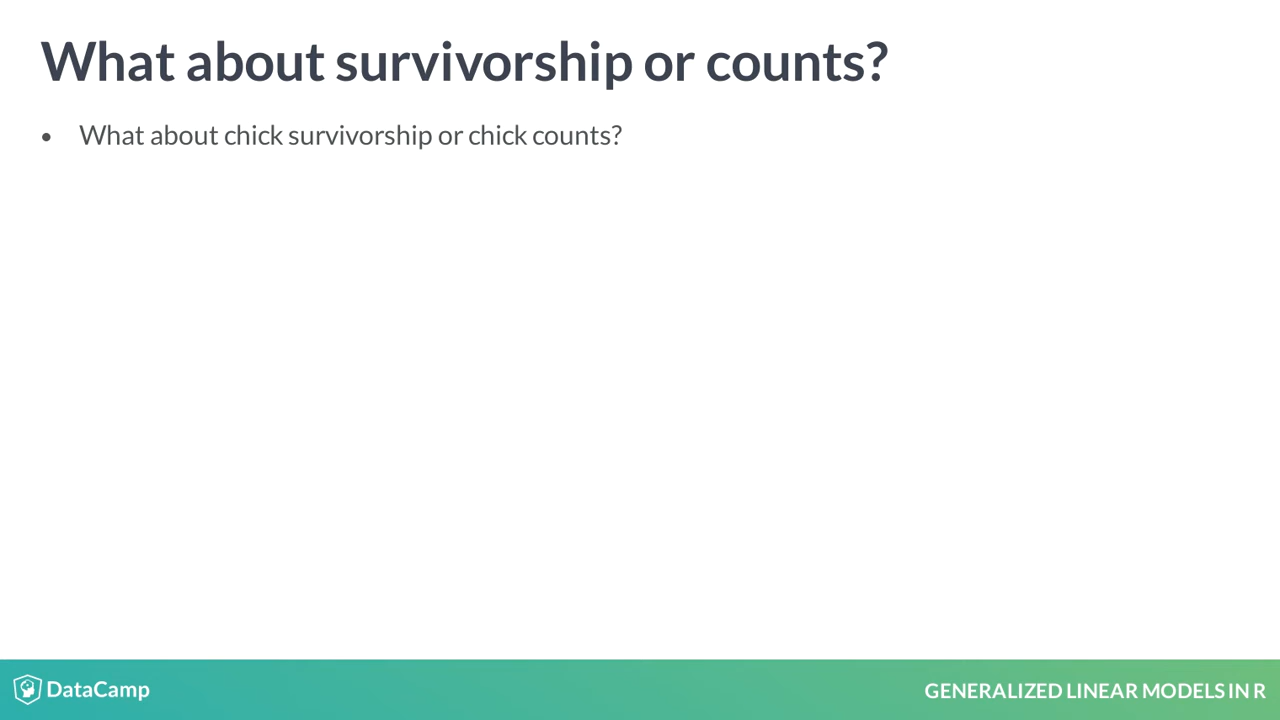 What about survivorship or counts?
• What about chick survivorship or chick counts?
DataCamp
GENERALIZED LINEAR MODELS IN R